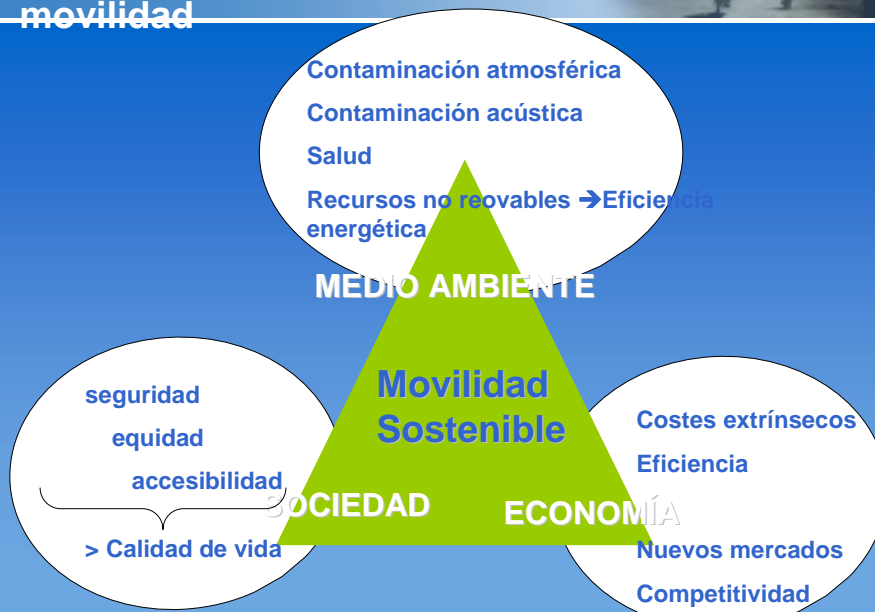 movilidad
Contaminación atmosférica
Contaminación acústica
Salud
Recursos no reovables ➔Eficiencia
energética
MEDIO AMBIENTE
Movilidad
Sostenible
seguridad
equidad
accesibilidad
> Calidad de vida
SOCIEDAD
ECONOMÍA
Costes extrínsecos
Eficiencia
Nuevos mercados
Competitividad